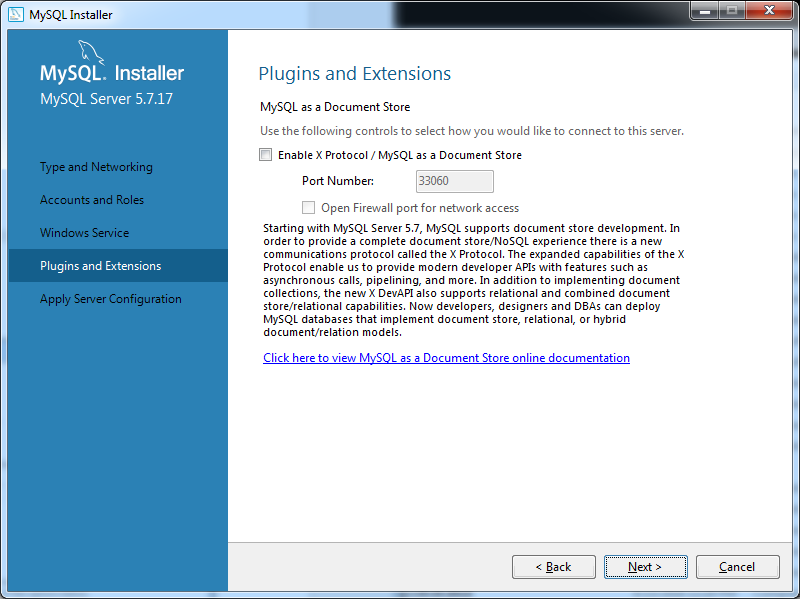 MySQL Installer
MySQL. Installer
MySQL Server 5.7.17
Type and Networking
Accounts and Roles
Windows Service
Plugins and Extensions
Apply Server Configuration
Plugins and Extensions
MySQL as a Document Store
Use the following controls to select how you would like to connect to this server.
Enable X Protocol / MySQL as a Document Store
Port Number:
33060
Open Firewall port for network access
Starting with MySQL Server 5.7, MySQL supports document store development. In
order to provide a complete document store/NoSQL experience there is a new
communications protocol called the X Protocol. The expanded capabilities of the X
Protocol enable us to provide modern developer APIs with features such as
asynchronous calls, pipelining, and more. In addition to implementing document
collections, the new X DevAPI also supports relational and combined document
store/relational capabilities. Now developers, designers and DBAs can deploy
MySQL databases that implement document store, relational, or hybrid
document/relation models.
Click here to view MySQL as a Document Store online documentation
< Back
Next >
Cancel